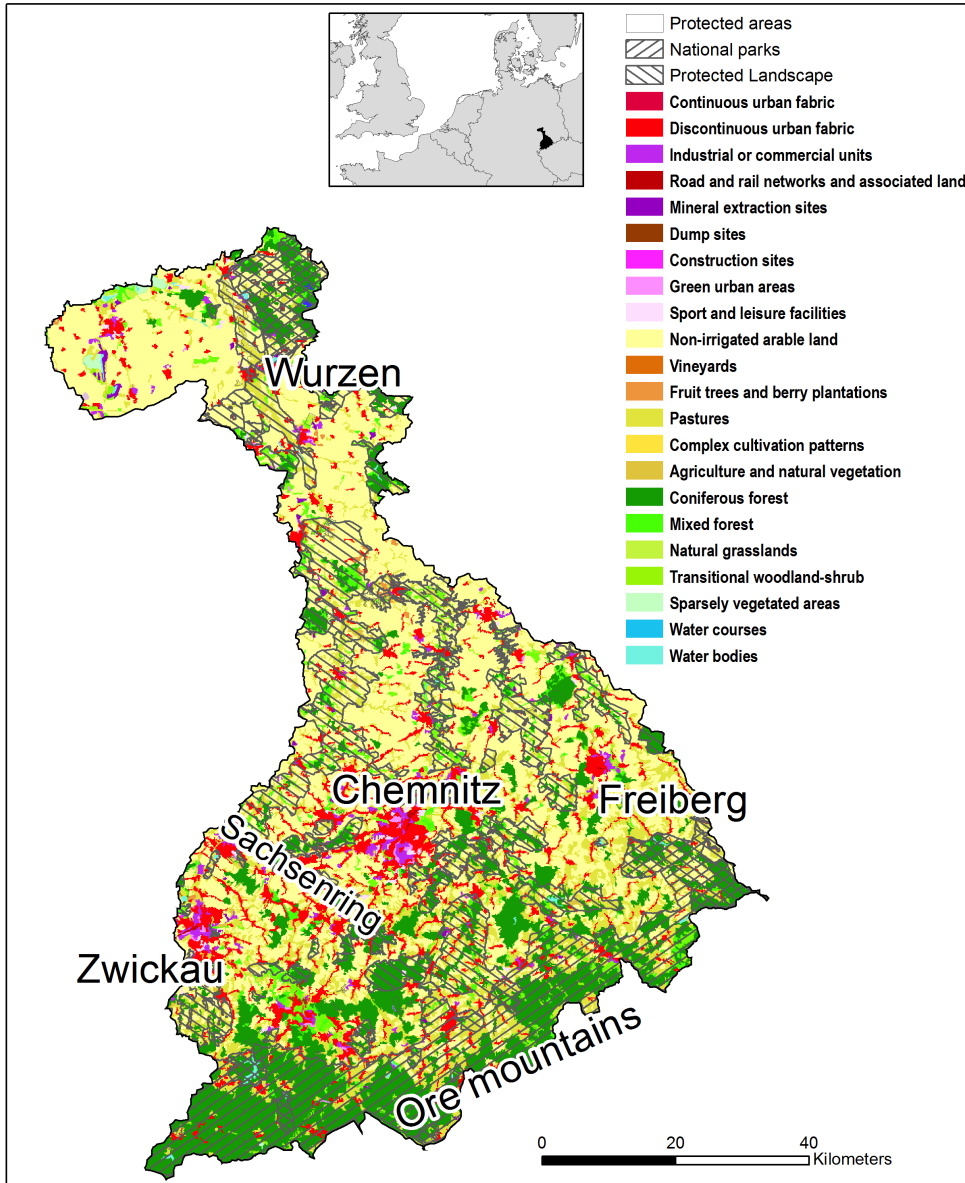 Protected areas
National parks
Protected Landscape
Continuous urban fabric
Discontinuous urban fabric
Industrial or commercial units
Road and rail networks and associated land
Mineral extraction sites
Dump sites
Construction sites
Green urban areas
Sport and leisure facilities
Non-irrigated arable land
Vineyards
Fruit trees and berry plantations
Pastures
Complex cultivation patterns
Agriculture and natural vegetation
Coniferous forest
Mixed forest
Natural grasslands
Transitional woodland-shrub
Sparsely vegetated areas
Water courses
Water bodies
Wurzen
Chemnitz
Freiberg
Sachsenring
Zwickau
Ore mountains
0 20 40
Kilometers